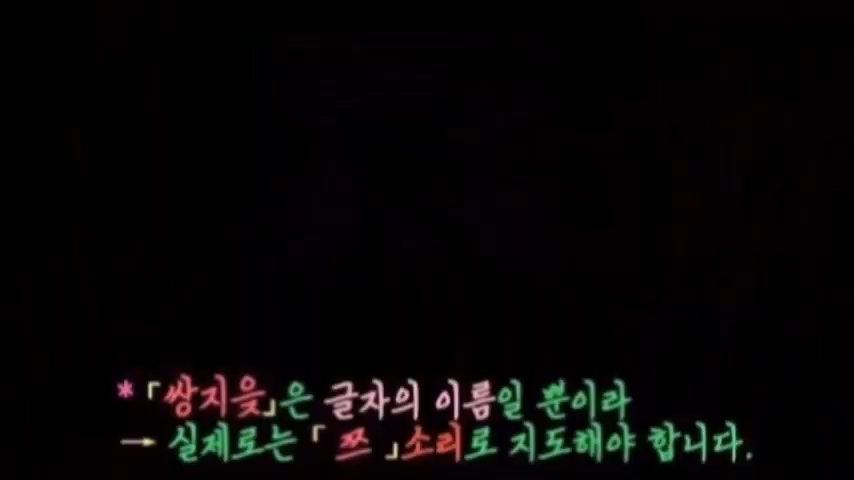 *「쌍지읒」은 글자의 이름일 뿐이라
→ 실제로는 「쯔」소리로 지도해야 합니다.